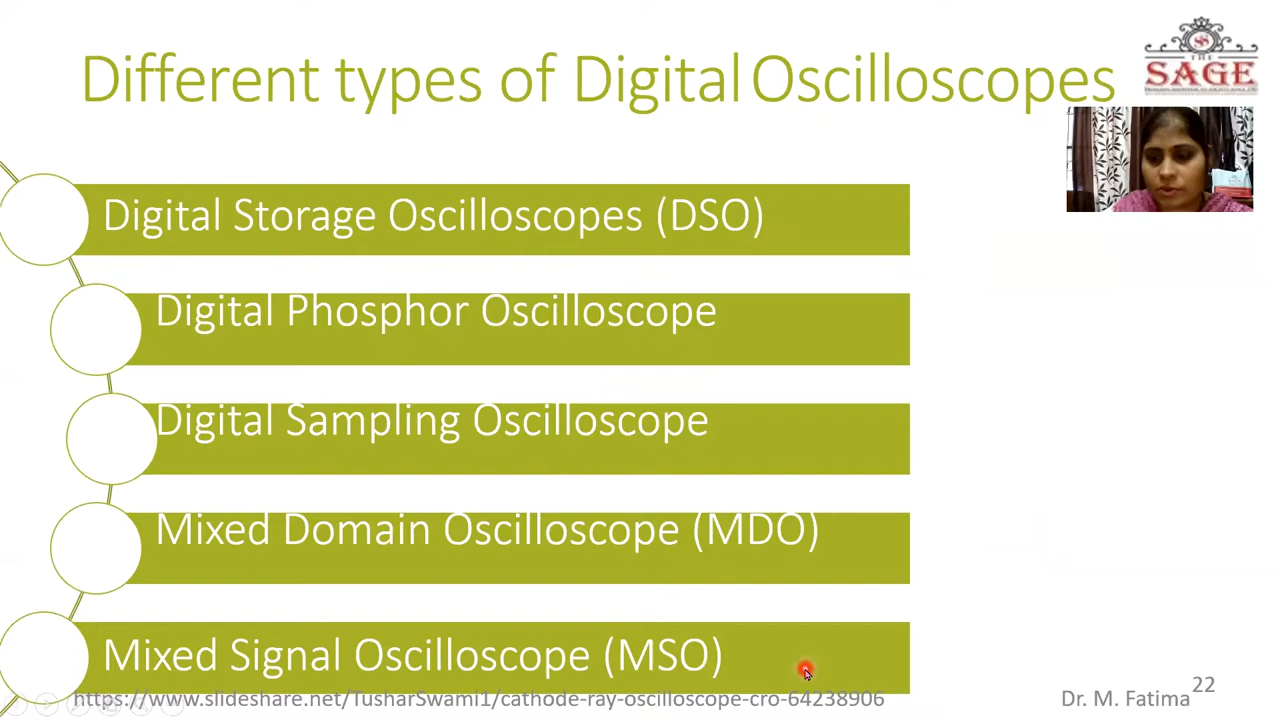 Different types of Digital Oscilloscopes
THE
SAGE
Digital Storage Oscilloscopes (DSO)
Digital Phosphor Oscilloscope
Digital Sampling Oscilloscope
Mixed Domain Oscilloscope (MDO)
Mixed Signal Oscilloscope (MSO)
https://www.slideshare.net/TusharSwami1/cathode-ray-oscilloscope-cro-64238906
Dr. M. Fatima
22